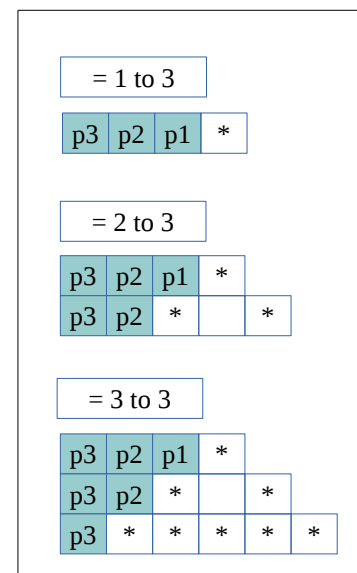 = 1 to 3
p3 p2 p1 *
= 2 to 3
p3 p2 p1 *
p3 p2 * *
= 3 to 3
p3 p2 p1 *
p3 p2 * *
p3 * * * * *